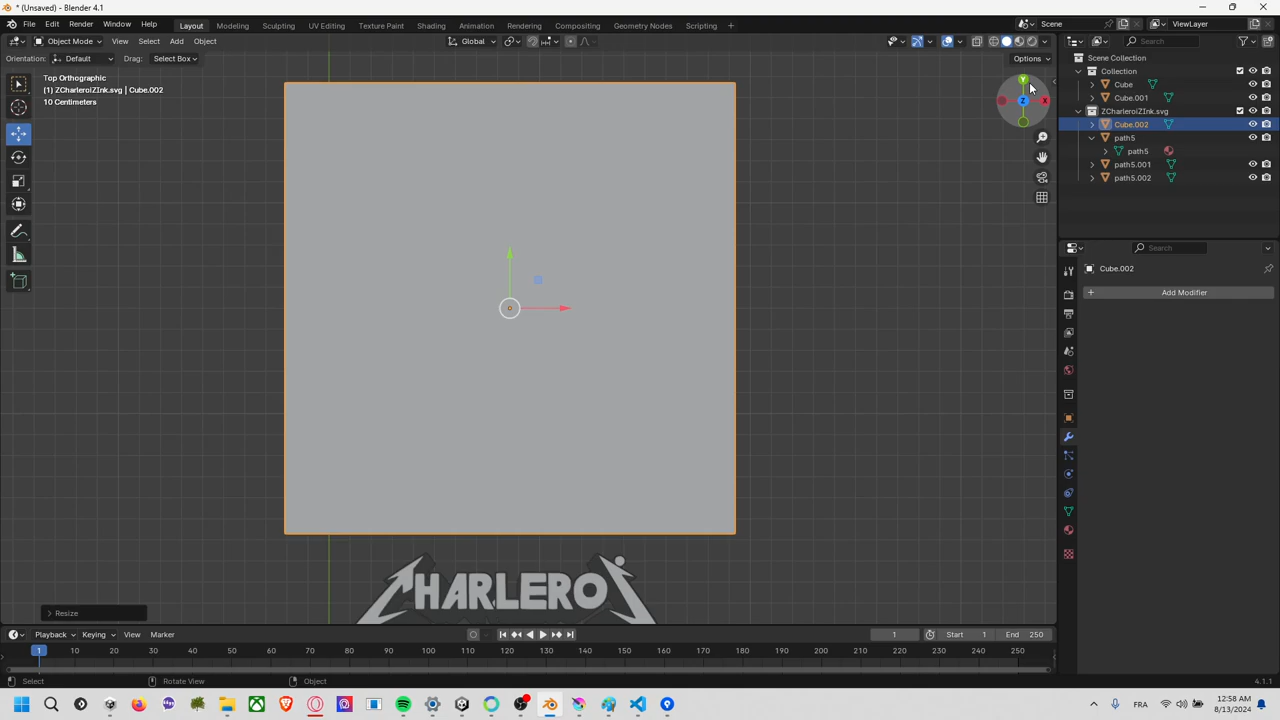 * (Unsaved) - Blender 4.1
File Edit Render Window Help Layout Modeling Sculpting UV Editing Texture Paint Shading Animation Rendering Compositing Geometry Nodes Scripting + Scene ViewLayer
Object Mode View Select Add Object Global Search
Orientation: Default Drag: Select Box Options
Top Orthographic
(1) ZCharleroiZInk.svg | Cube.002
10 Centimeters
Y
Z
X
Scene Collection
Collection
Cube
Cube.001
ZCharleroiZInk.svg
Cube.002
path5
path5
path5.001
path5.002
Search
Cube.002
+ Add Modifier
CHARLEROI
> Resize
Playback Keying View Marker 1 Start 1 End 250
1 10 20 30 40 50 60 70 80 90 100 110 120 130 140 150 160 170 180 190 200 210 220 230 240 250
Select Rotate View Object 4.1.1
FRA 12:58 AM
8/13/2024